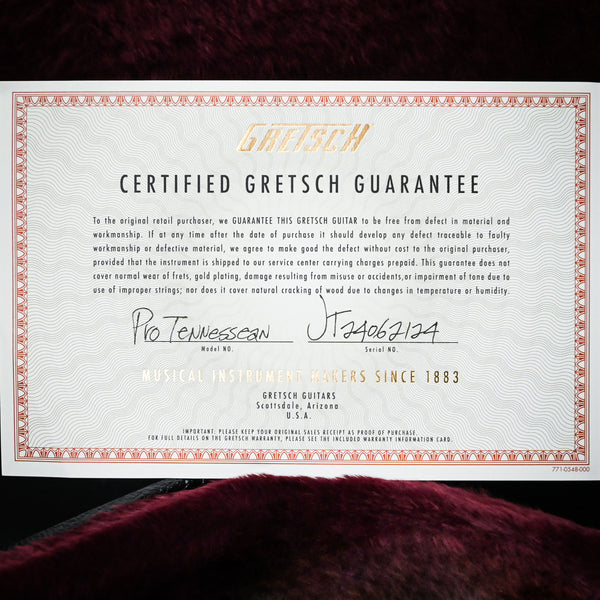 GRETSCH
CERTIFIED GRETSCH GUARANTEE
To the original retail purchaser, we GUARANTEE THIS GRETSCH GUITAR to be free from defect in material and
workmanship. If at any time after the date of purchase it should develop any defect traceable to faulty
workmanship or defective material, we agree to make good the defect without cost to the original purchaser,
provided that the instrument is shipped to our service center carrying charges prepaid. This guarantee does not
cover normal wear of frets, gold plating, damage resulting from misuse or accidents,or impairment of tone due to
use of improper strings; nor does it cover natural cracking of wood due to changes in temperature or humidity.
Pro Tennessean JT24062124
Model NO. Serial NO.
MUSICAL INSTRUMENT MAKERS SINCE 1883
GRETSCH GUITARS
Scottsdale, Arizona
U.S.A.
IMPORTANT: PLEASE KEEP YOUR ORIGINAL SALES RECEIPT AS PROOF OF PURCHASE.
FOR FULL DETAILS ON THE GRETSCH WARRANTY, PLEASE SEE THE INCLUDED WARRANTY INFORMATION CARD.
771-0548-000